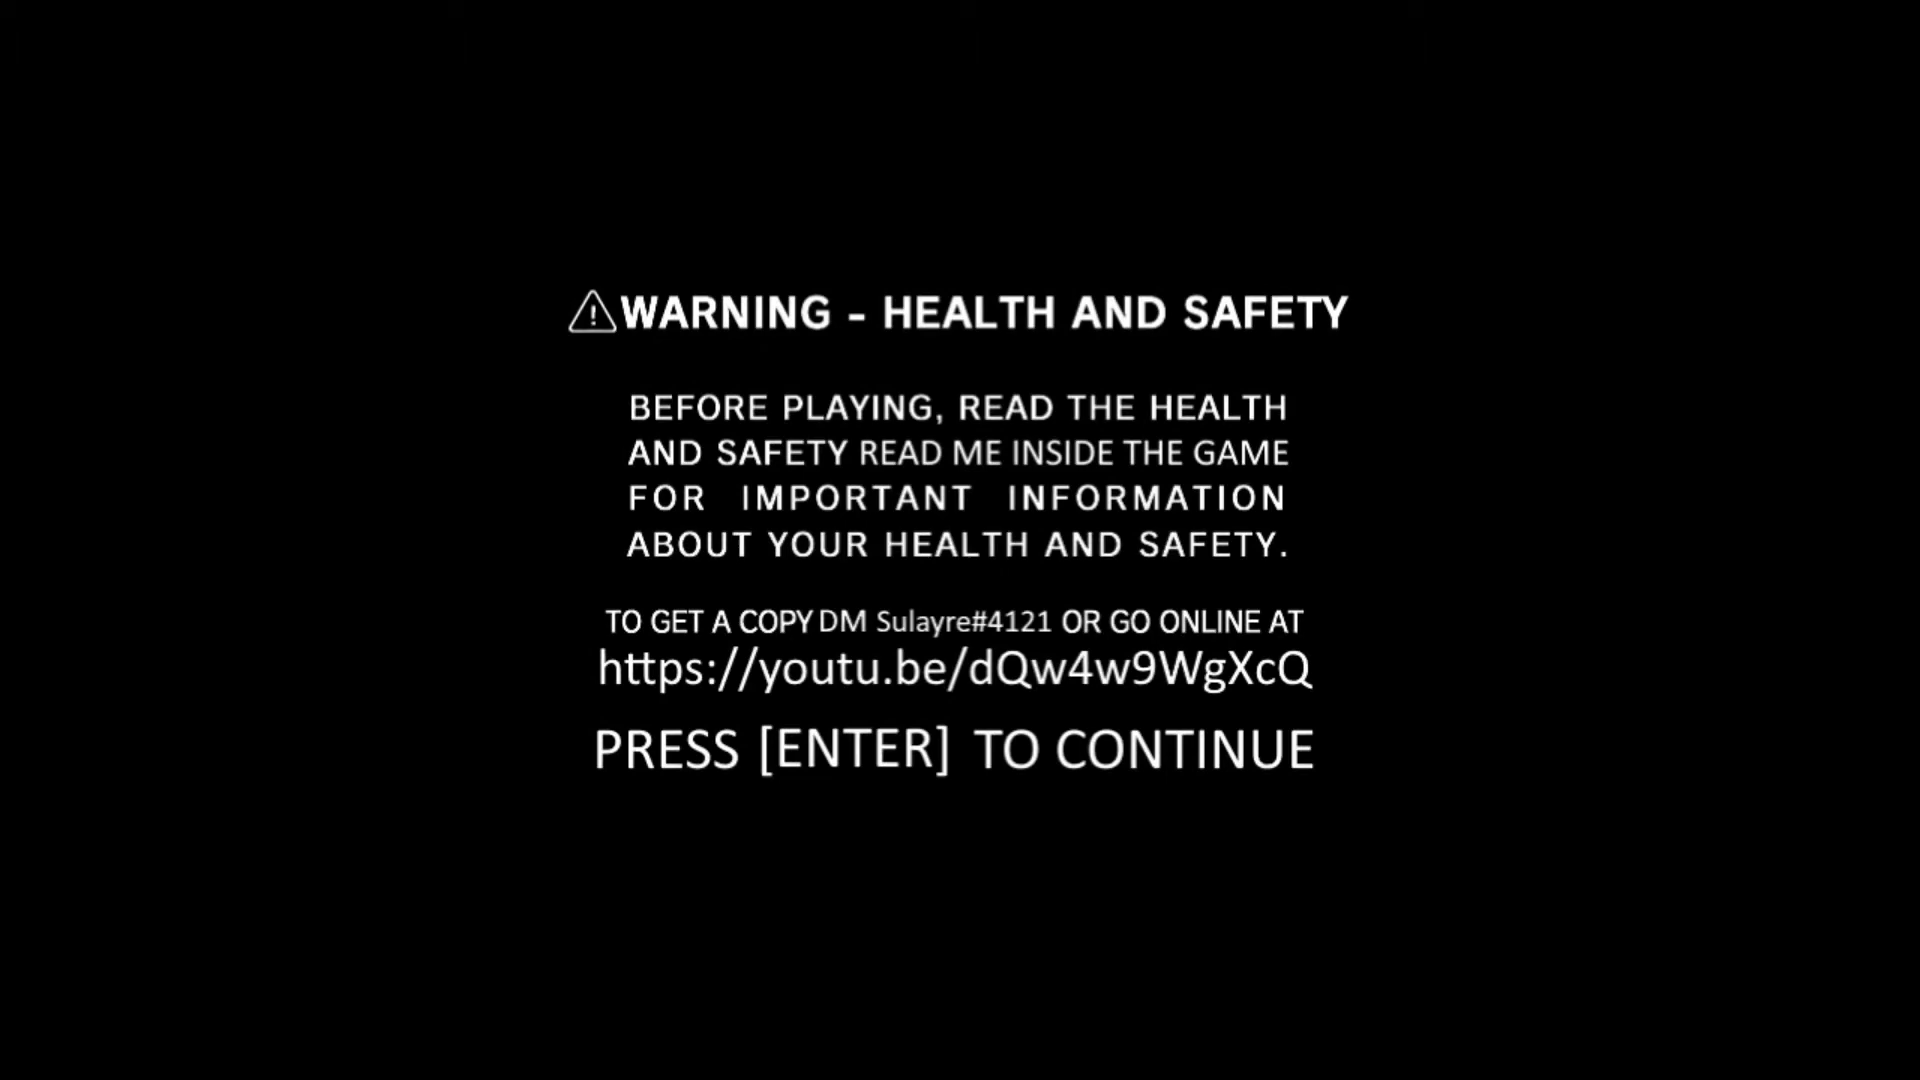 ⚠WARNING - HEALTH AND SAFETY
BEFORE PLAYING, READ THE HEALTH
AND SAFETY READ ME INSIDE THE GAME
FOR IMPORTANT INFORMATION
ABOUT YOUR HEALTH AND SAFETY.
TO GET A COPY DM Sulayre#4121 OR GO ONLINE AT
https://youtu.be/dQw4w9WgXcQ
PRESS [ENTER] TO CONTINUE